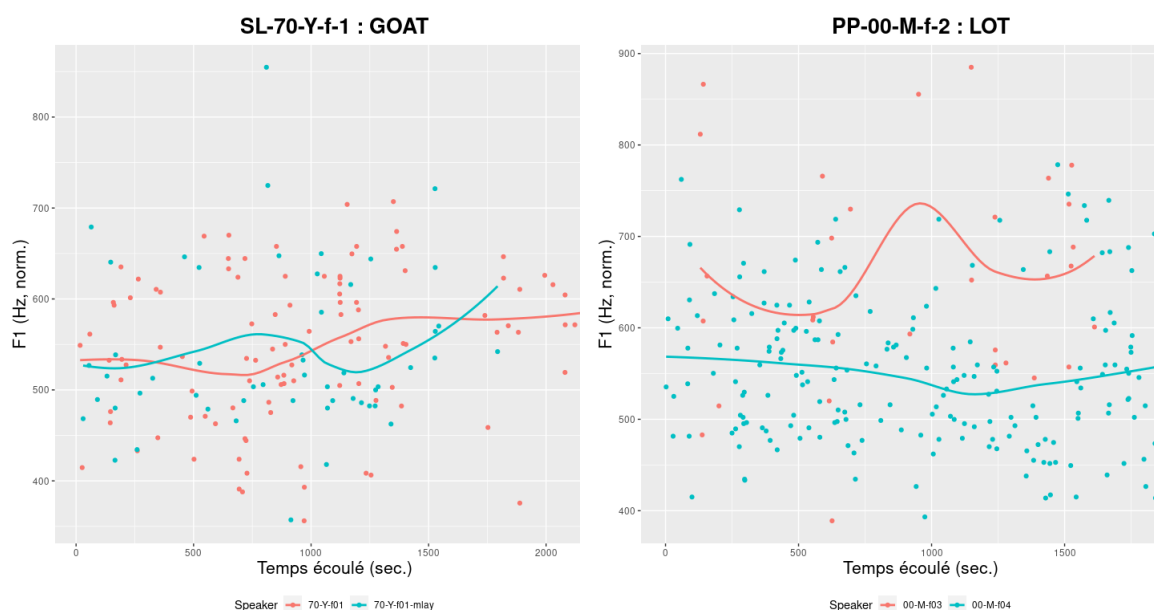 SL-70-Y-f-1 : GOAT
F1 (Hz, norm.)
800
700
600
500
400
0 500 1000 1500 2000
Temps écoulé (sec.)
Speaker 70-Y-f01 70-Y-f01-mlay
PP-00-M-f-2 : LOT
F1 (Hz, norm.)
900
800
700
600
500
400
0 500 1000 1500
Temps écoulé (sec.)
Speaker 00-M-f03 00-M-f04